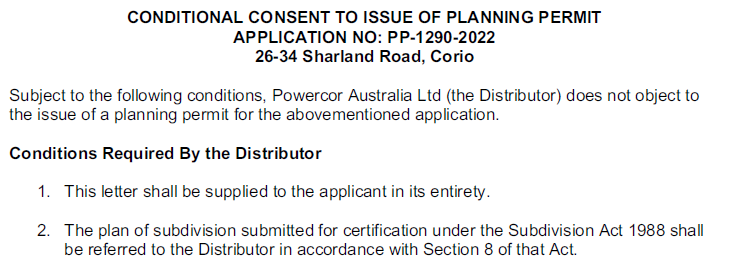 CONDITIONAL CONSENT TO ISSUE OF PLANNING PERMIT
APPLICATION NO: PP-1290-2022
26-34 Sharland Road, Corio
Subject to the following conditions, Powercor Australia Ltd (the Distributor) does not object to
the issue of a planning permit for the abovementioned application.
Conditions Required By the Distributor
1. This letter shall be supplied to the applicant in its entirety.
2. The plan of subdivision submitted for certification under the Subdivision Act 1988 shall
be referred to the Distributor in accordance with Section 8 of that Act.